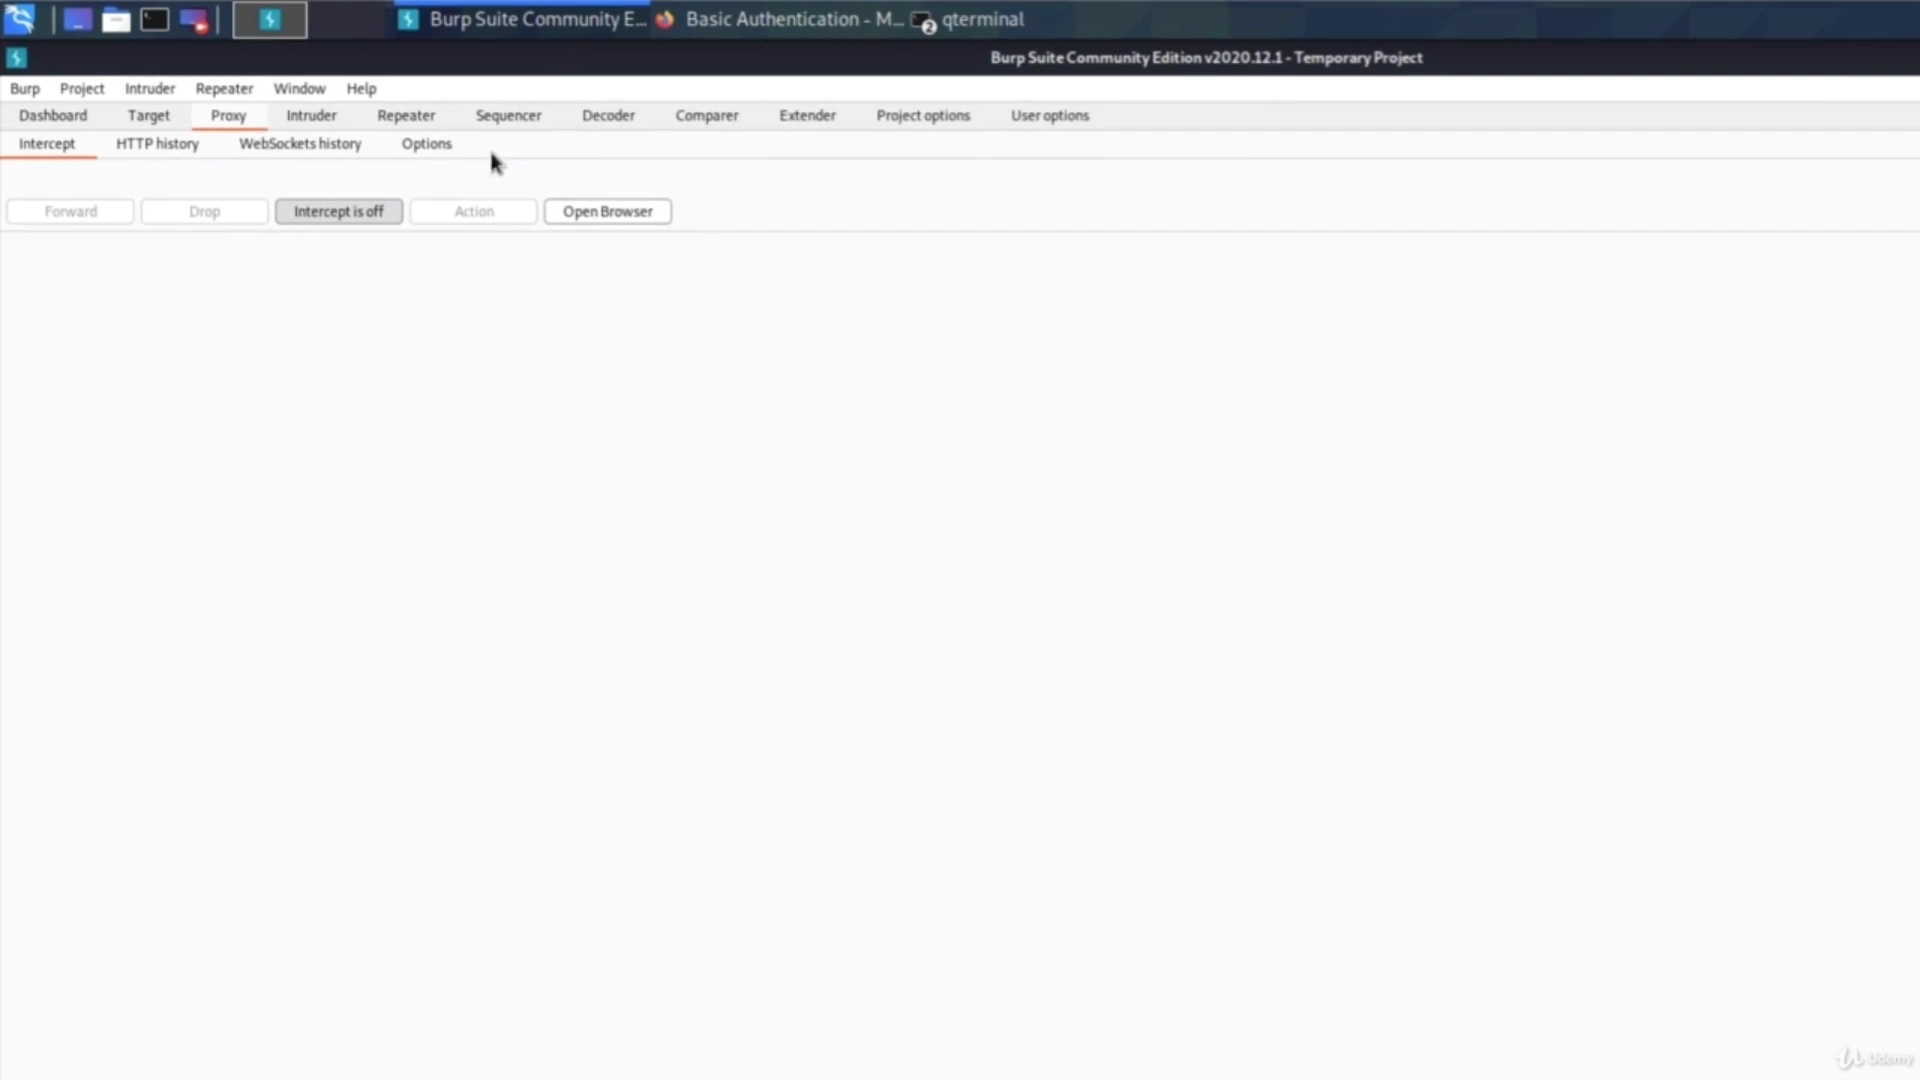 Burp Suite Community E... Basic Authentication - M... 2 qterminal
Burp Suite Community Edition v2020.12.1 - Temporary Project
Burp Project Intruder Repeater Window Help
Dashboard Target Proxy Intruder Repeater Sequencer Decoder Comparer Extender Project options User options
Intercept HTTP history WebSockets history Options
Forward Drop Intercept is off Action Open Browser
Udemy